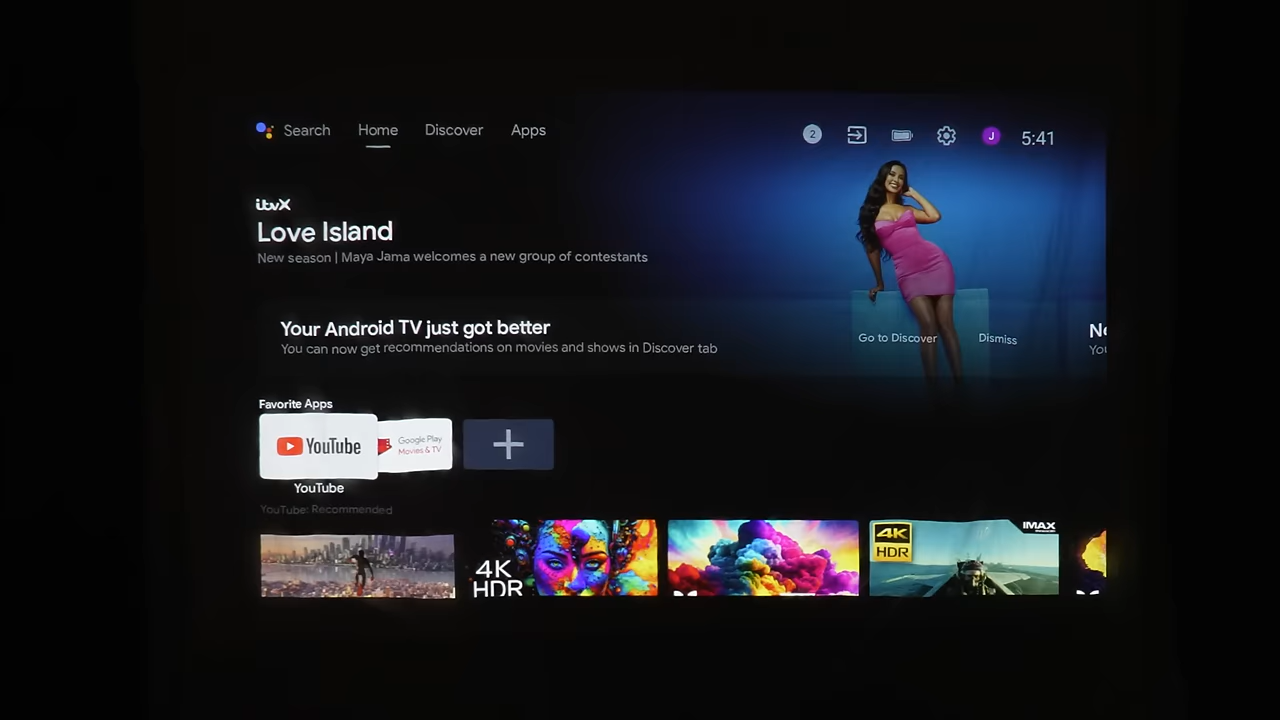 Search Home Discover Apps
2
J
5:41
itvX
Love Island
New season | Maya Jama welcomes a new group of contestants
Your Android TV just got better
You can now get recommendations on movies and shows in Discover tab
Go to Discover
Dismiss
Favorite Apps
YouTube
Google Play
Movies & TV
YouTube
YouTube: Recommended
4K
HDR
4K
HDR
IMAX